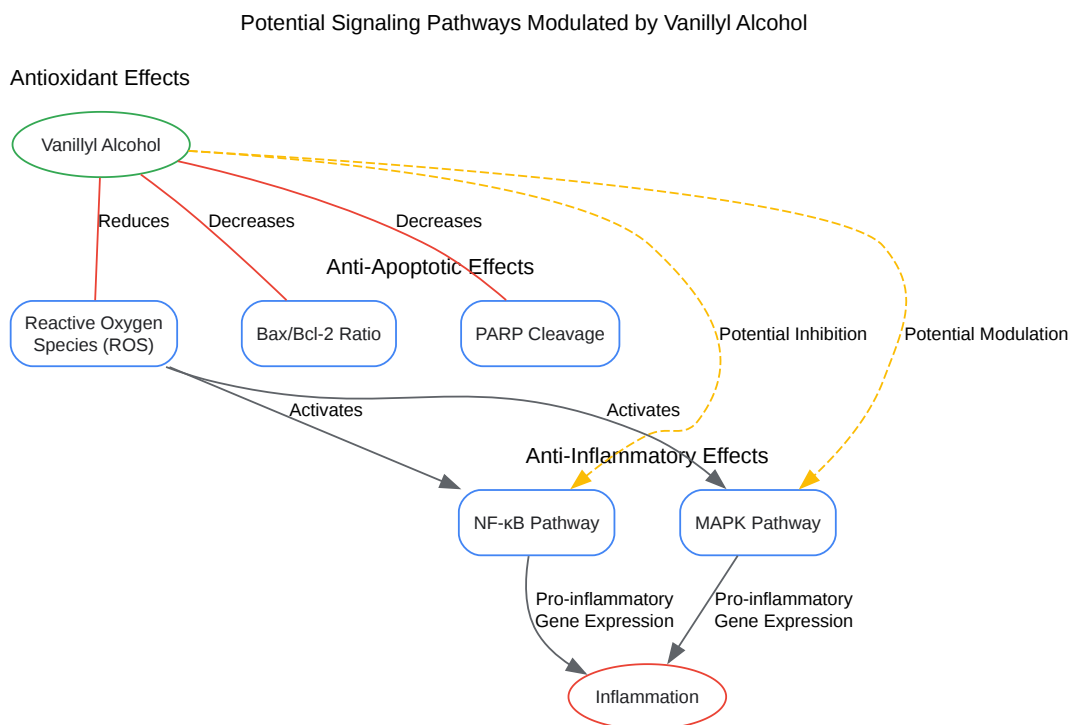 Potential Signaling Pathways Modulated by Vanillyl Alcohol
Antioxidant Effects
Vanillyl Alcohol
Reduces
Decreases
Decreases
Anti-Apoptotic Effects
Reactive Oxygen
Species (ROS)
Bax/Bcl-2 Ratio
PARP Cleavage
Potential Inhibition
Potential Modulation
Activates
Activates
Anti-Inflammatory Effects
NF-κB Pathway
MAPK Pathway
Pro-inflammatory
Gene Expression
Pro-inflammatory
Gene Expression
Inflammation